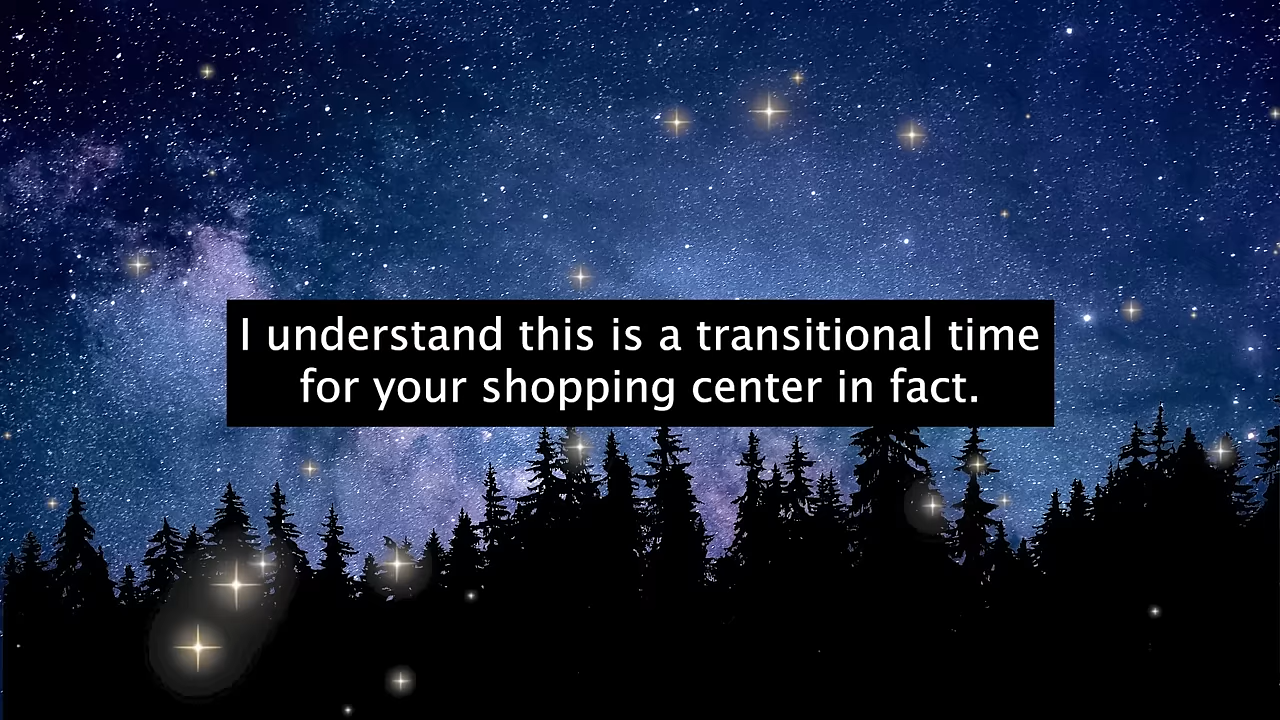 I understand this is a transitional time
for your shopping center in fact.